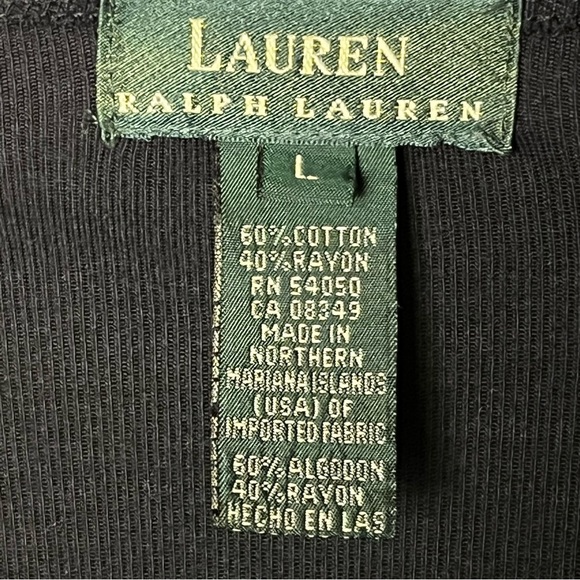 LAUREN
RALPH LAUREN
L
60% COTTON
40% RAYON
RN 54050
CA 08349
MADE IN
NORTHERN
MARIANA ISLANDS
(USA) OF
IMPORTED FABRIC
60% ALGODON
40% RAYON
HECHO EN LAS